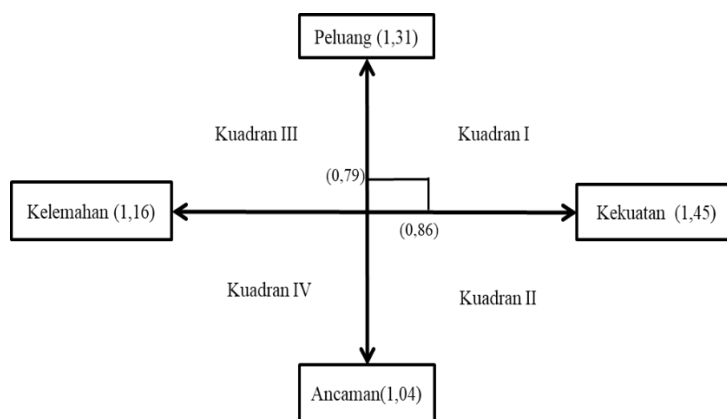 Peluang (1,31)
Kuadran III
Kuadran I
(0,79)
Kelemahan (1,16)
Kekuatan (1,45)
(0,86)
Kuadran IV
Kuadran II
Ancaman(1,04)